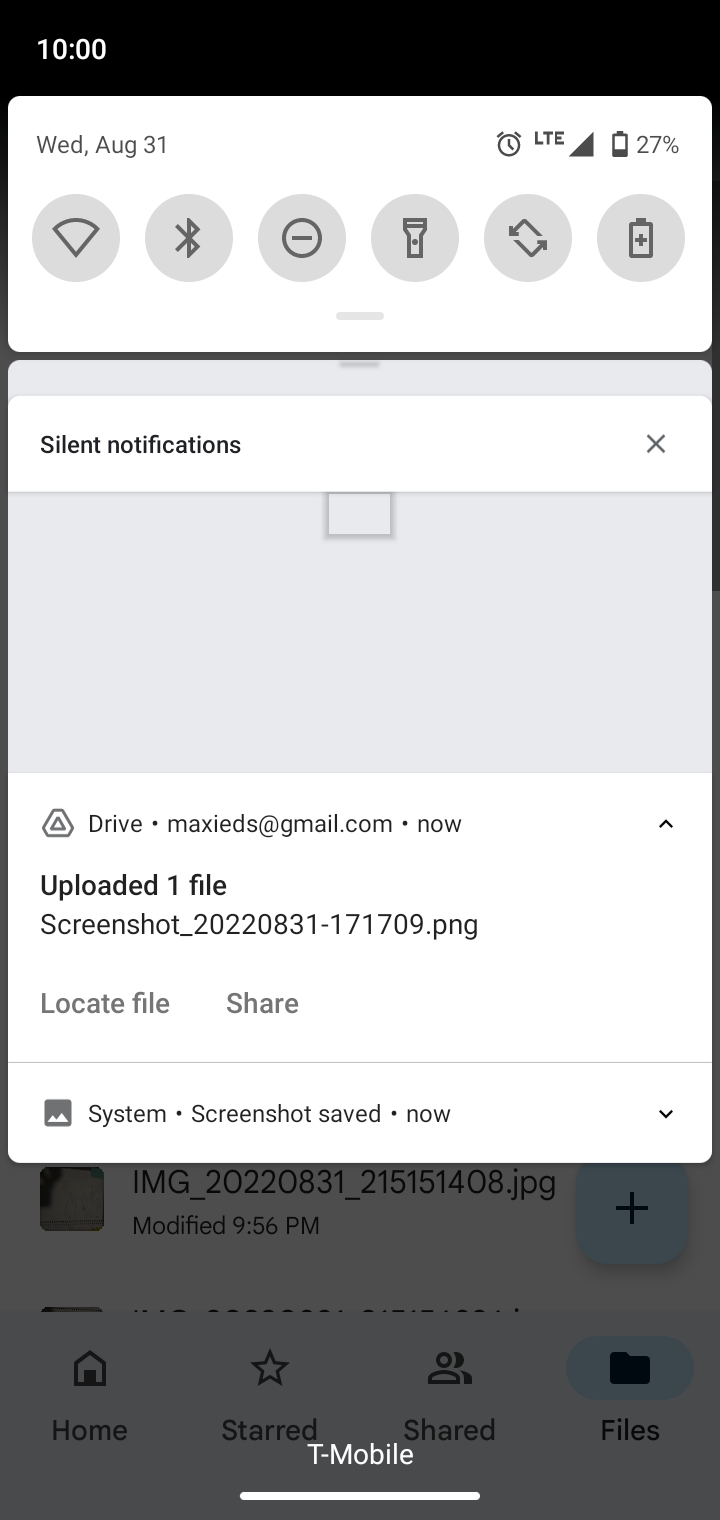 10:00
Wed, Aug 31
LTE
27%
Silent notifications
Drive • maxieds@gmail.com • now
Uploaded 1 file
Screenshot_20220831-171709.png
Locate file Share
System • Screenshot saved • now
IMG_20220831_215151408.jpg
Modified 9:56 PM
Home Starred Shared Files
T-Mobile